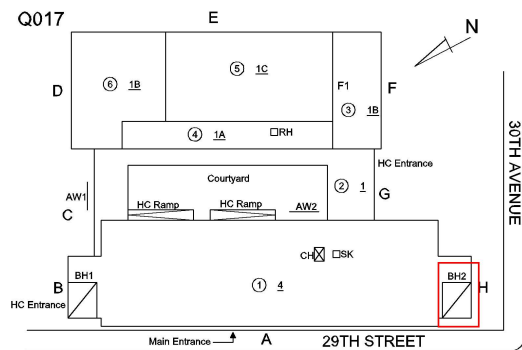 Q017
E
N
D
6 1B
5 1C
F1
F
3 1B
4 1A
RH
HC Entrance
Courtyard
2 1
G
AW1
C
HC Ramp
HC Ramp
AW2
30TH AVENUE
CH
SK
B
BH1
1 4
BH2
H
HC Entrance
Main Entrance
A
29TH STREET